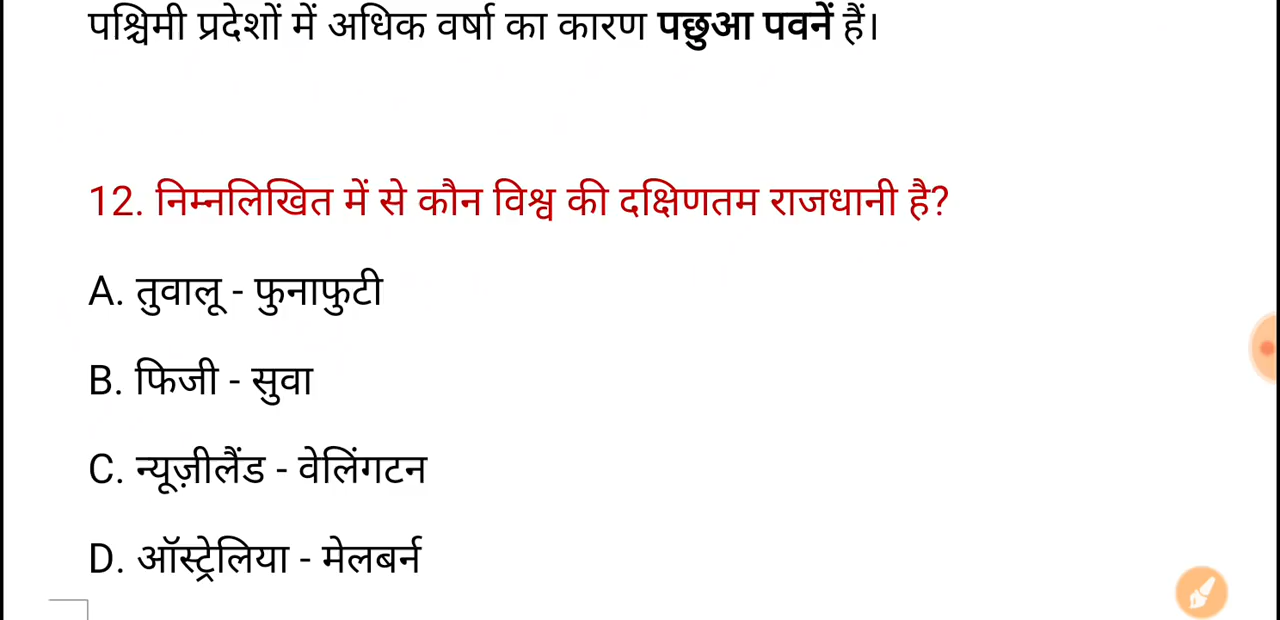 पश्चिमी प्रदेशों में अधिक वर्षा का कारण पछुआ पवनें हैं।
12. निम्नलिखित में से कौन विश्व की दक्षिणतम राजधानी है?
A. तुवालू - फुनाफुटी
B. फिजी - सुवा
C. न्यूज़ीलैंड - वेलिंगटन
D. ऑस्ट्रेलिया - मेलबर्न